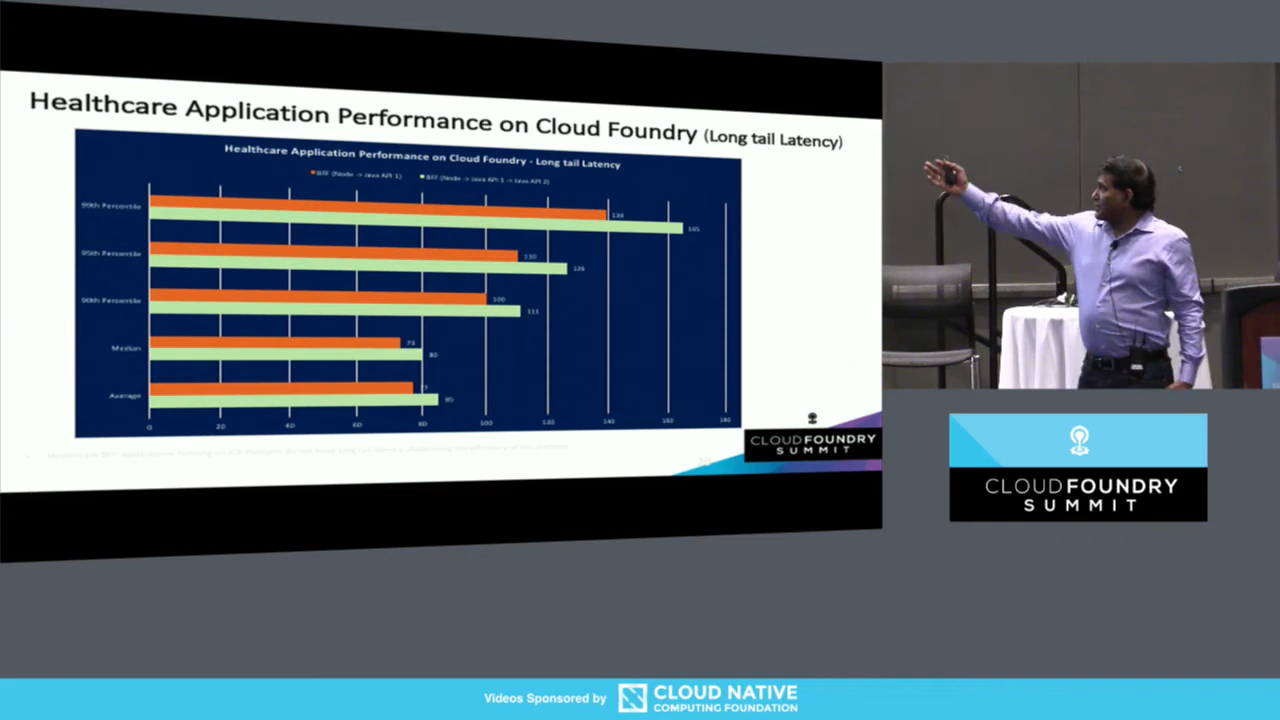 Healthcare Application Performance on Cloud Foundry (Long tail Latency)
Healthcare Application Performance on Cloud Foundry - Long tail Latency
BFF (Node -> Java API 1) BFF (Node -> Java API 1 -> Java API 2)
99th Percentile
139
165
95th Percentile
110
126
90th Percentile
100
111
Median
73
80
Average
85
0 20 40 60 80 100 120 140 160 180
CLOUDFOUNDRY
SUMMIT
CLOUDFOUNDRY
SUMMIT
Videos Sponsored by
CLOUD NATIVE
COMPUTING FOUNDATION